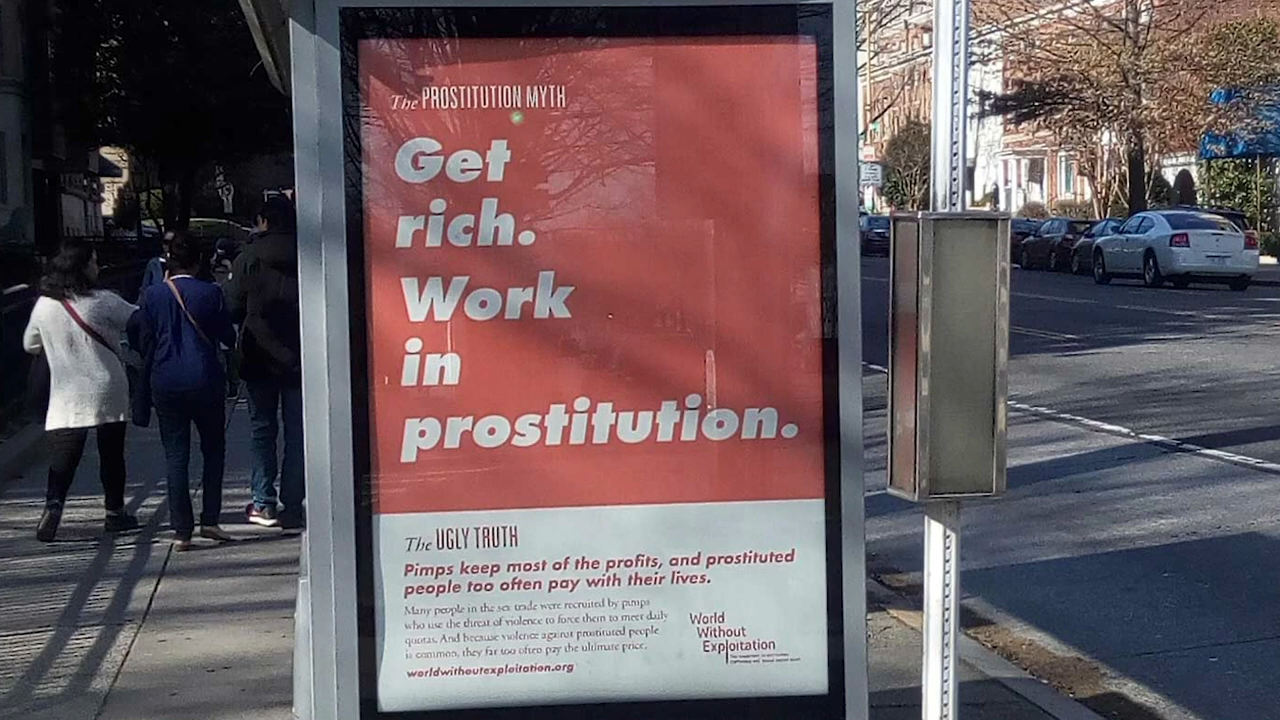 The PROSTITUTION MYTH
Get
rich.
Work
in
prostitution.
The UGLY TRUTH
Pimps keep most of the profits, and prostituted
people too often pay with their lives.
Many people in the sex trade were recruited by pimps
who use the threat of violence to force them to meet daily
quotas. And because violence against prostituted people
is common, they far too often pay the ultimate price.
worldwithoutexploitation.org
World
Without
Exploitation